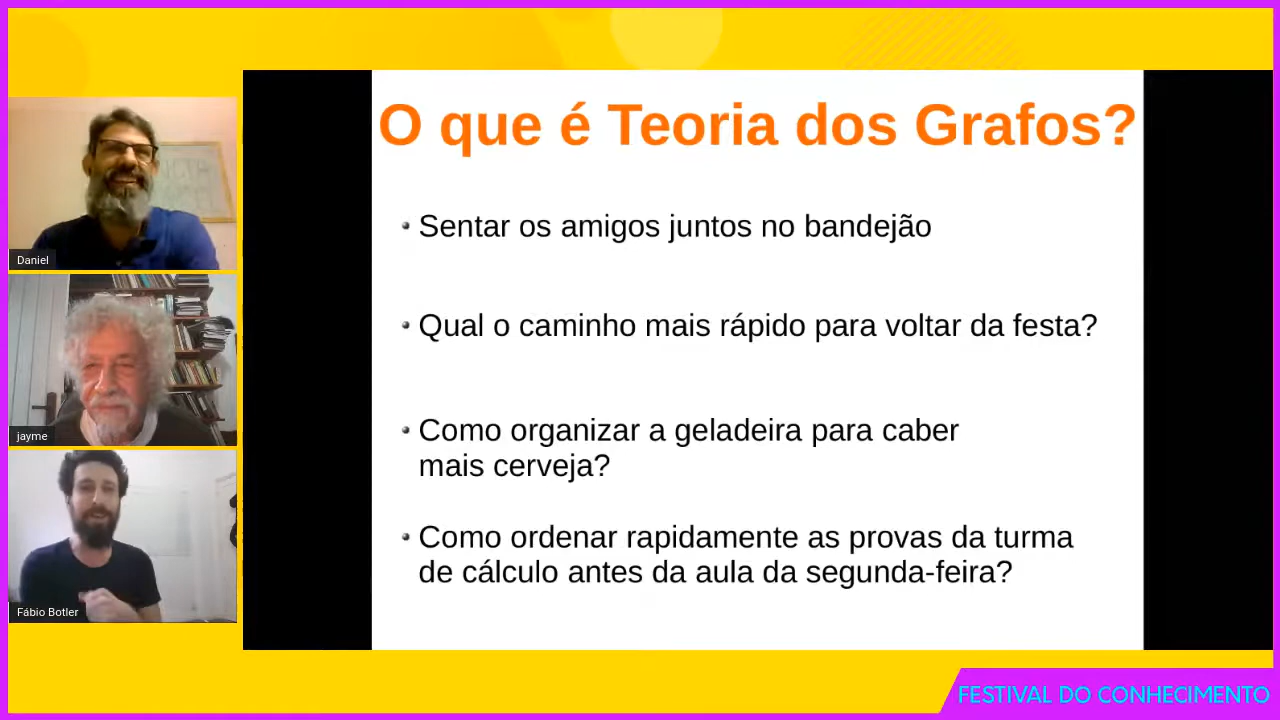 O que é Teoria dos Grafos?
Sentar os amigos juntos no bandejão
Qual o caminho mais rápido para voltar da festa?
Como organizar a geladeira para caber
mais cerveja?
Como ordenar rapidamente as provas da turma
de cálculo antes da aula da segunda-feira?
Daniel
jayme
Fábio Botler
FESTIVAL DO CONHECIMENTO